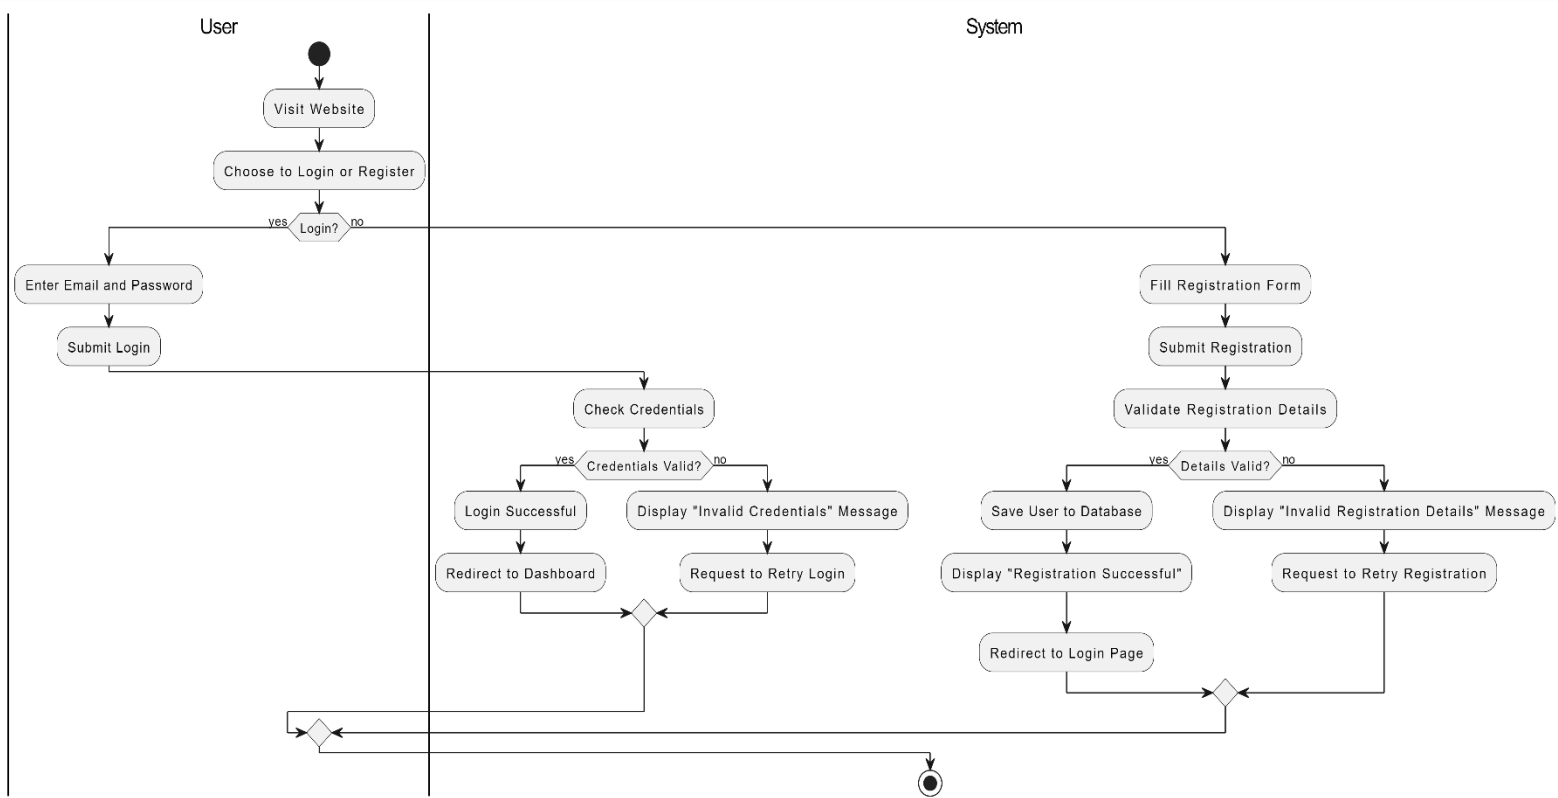 User
System
Visit Website
Choose to Login or Register
yes
Login?
no
Enter Email and Password
Fill Registration Form
Submit Login
Submit Registration
Check Credentials
Validate Registration Details
yes
Credentials Valid?
no
yes
Details Valid?
no
Login Successful
Display "Invalid Credentials" Message
Save User to Database
Display "Invalid Registration Details" Message
Redirect to Dashboard
Request to Retry Login
Display "Registration Successful"
Request to Retry Registration
Redirect to Login Page